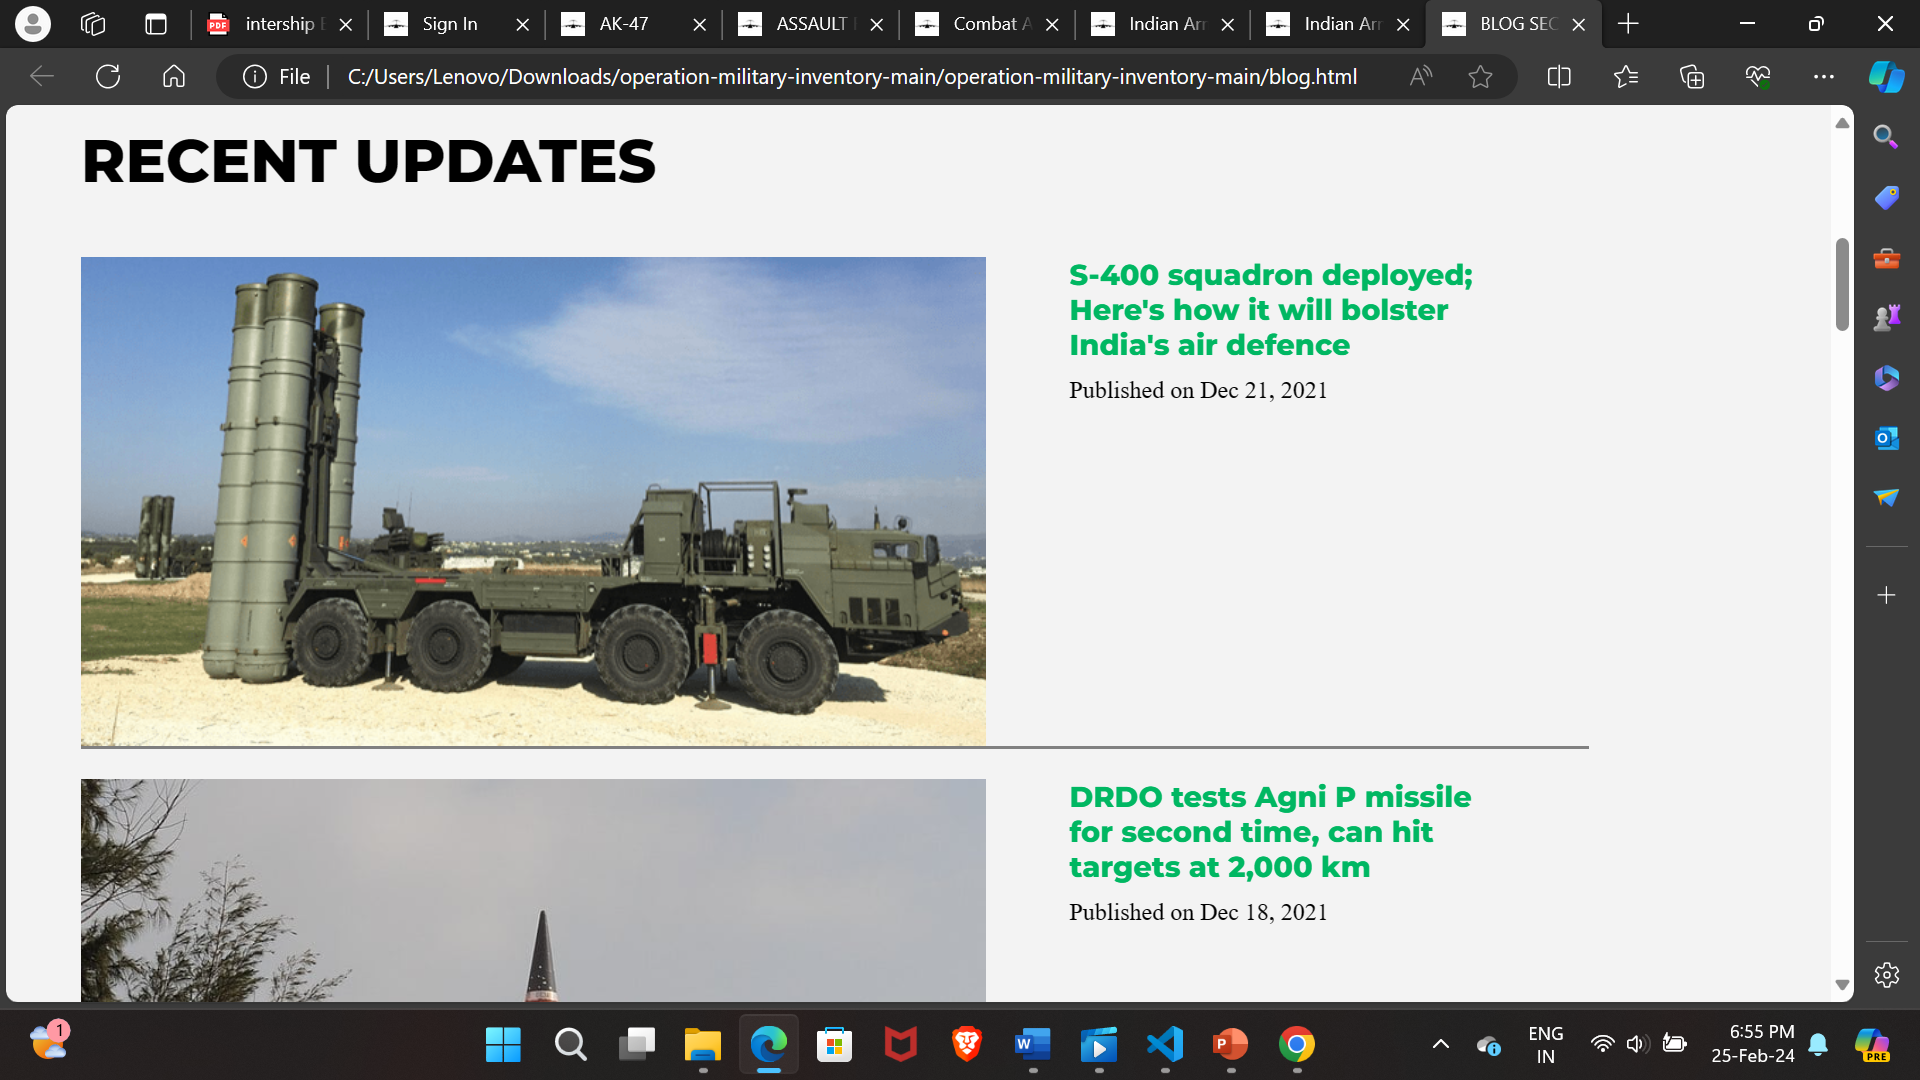 intership
Sign In
AK-47
ASSAULT
Combat A
Indian Arr
Indian Arr
BLOG SEC
File
C:/Users/Lenovo/Downloads/operation-military-inventory-main/operation-military-inventory-main/blog.html
RECENT UPDATES
S-400 squadron deployed;
Here's how it will bolster
India's air defence
Published on Dec 21, 2021
DRDO tests Agni P missile
for second time, can hit
targets at 2,000 km
Published on Dec 18, 2021
1
ENG
IN
6:55 PM
25-Feb-24
PRE